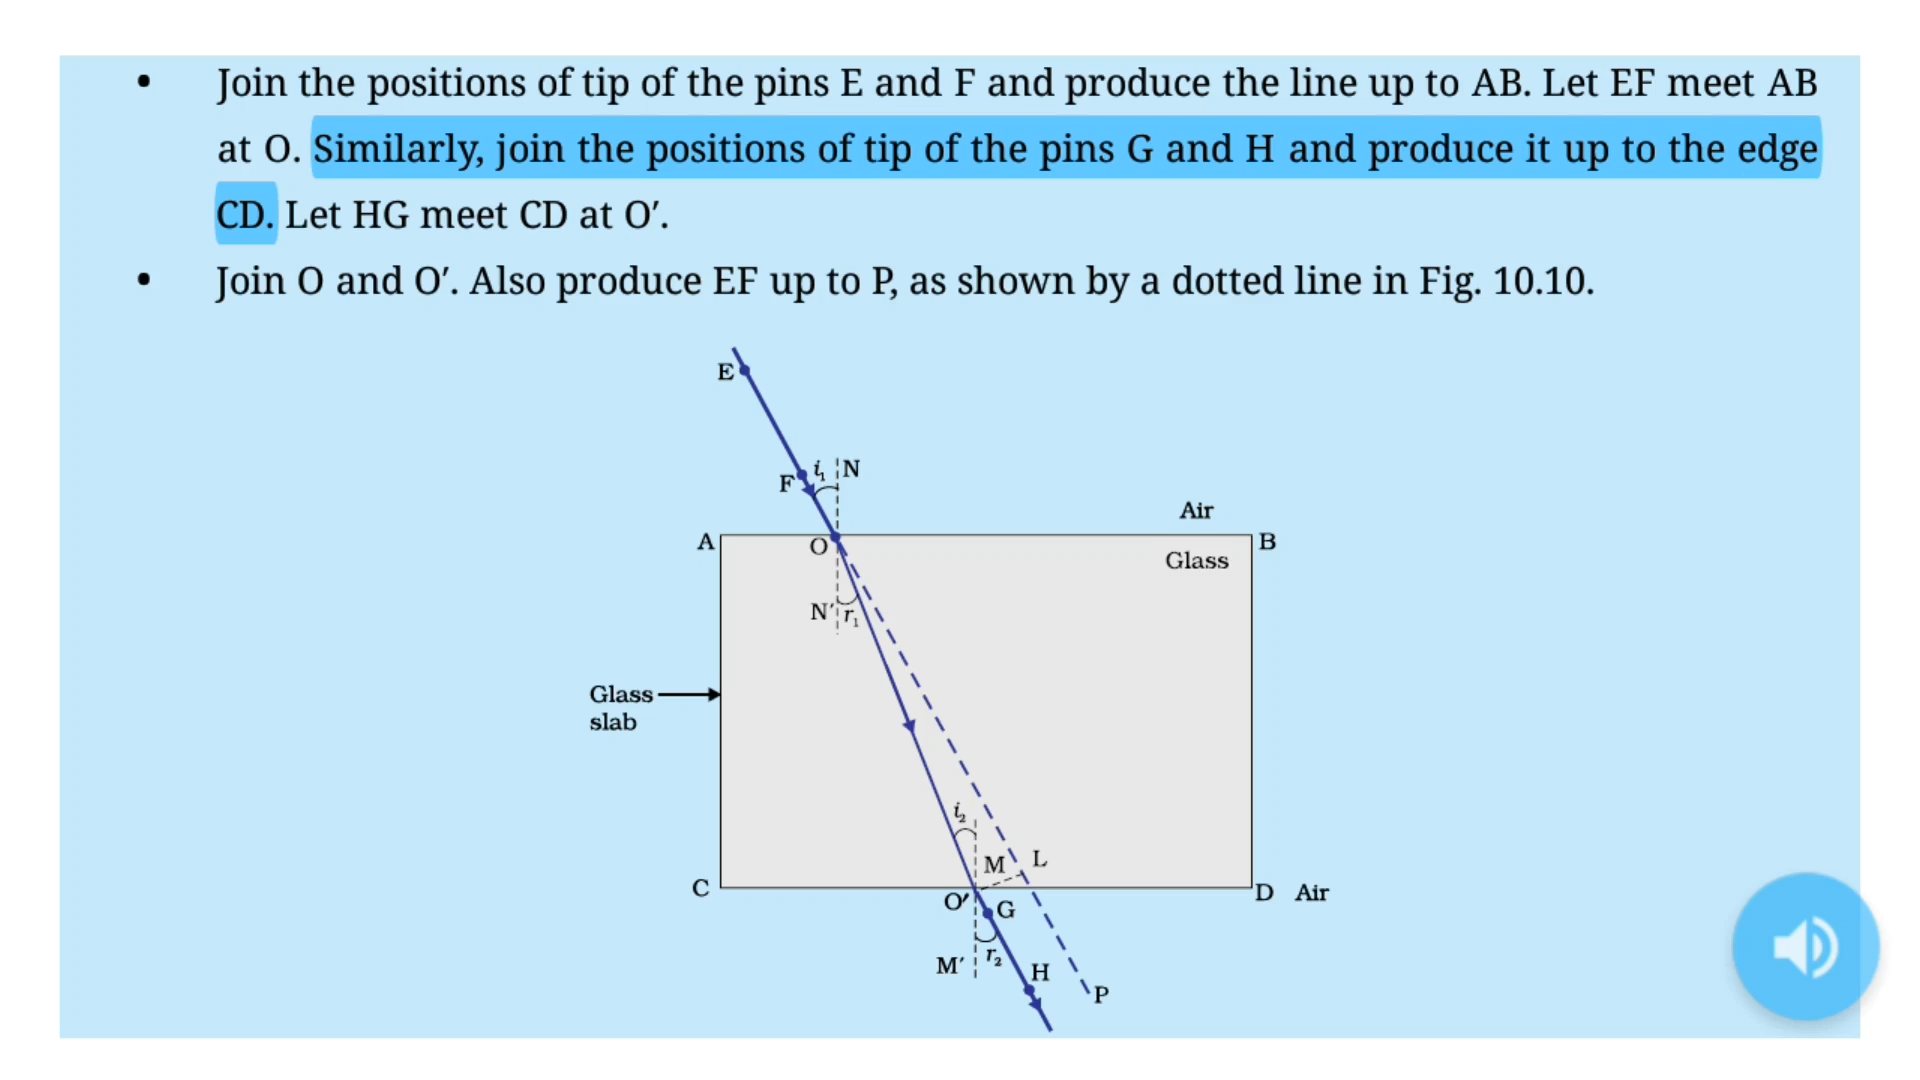 • Join the positions of tip of the pins E and F and produce the line up to AB. Let EF meet AB
at O. Similarly, join the positions of tip of the pins G and H and produce it up to the edge
CD. Let HG meet CD at O′.
• Join O and O′. Also produce EF up to P, as shown by a dotted line in Fig. 10.10.
E
F i₁ N
Air
A O B
Glass
N′ r₁
Glass
slab
i₂
M L
C O′ G D Air
M′ r₂ H
P